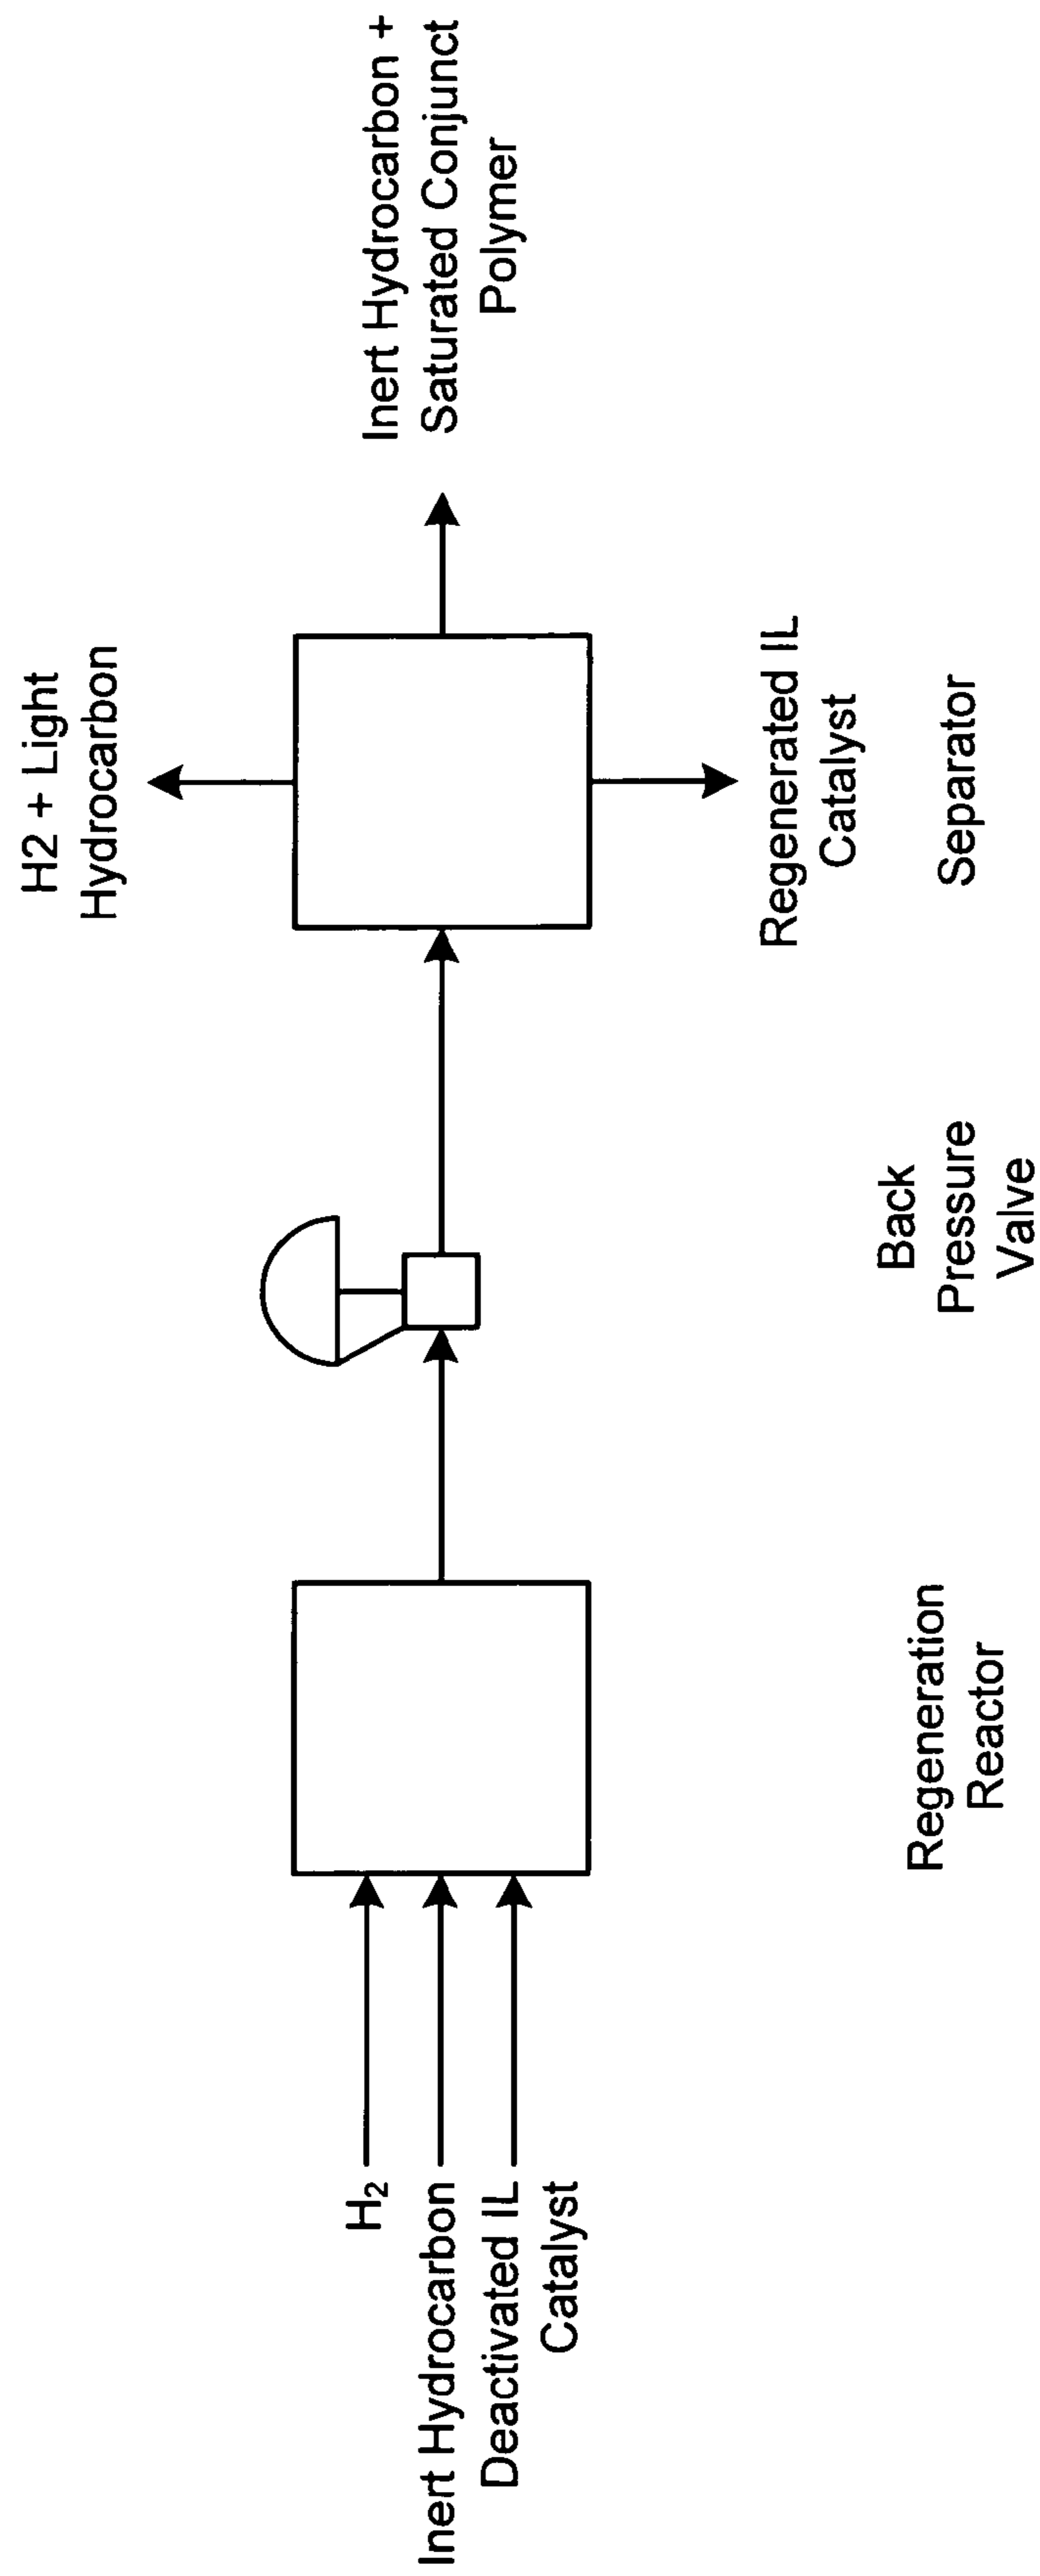 H₂
Inert Hydrocarbon
Deactivated IL
Catalyst
H2 + Light
Hydrocarbon
Inert Hydrocarbon +
Saturated Conjunct
Polymer
Regenerated IL
Catalyst
Regeneration
Reactor
Back
Pressure
Valve
Separator